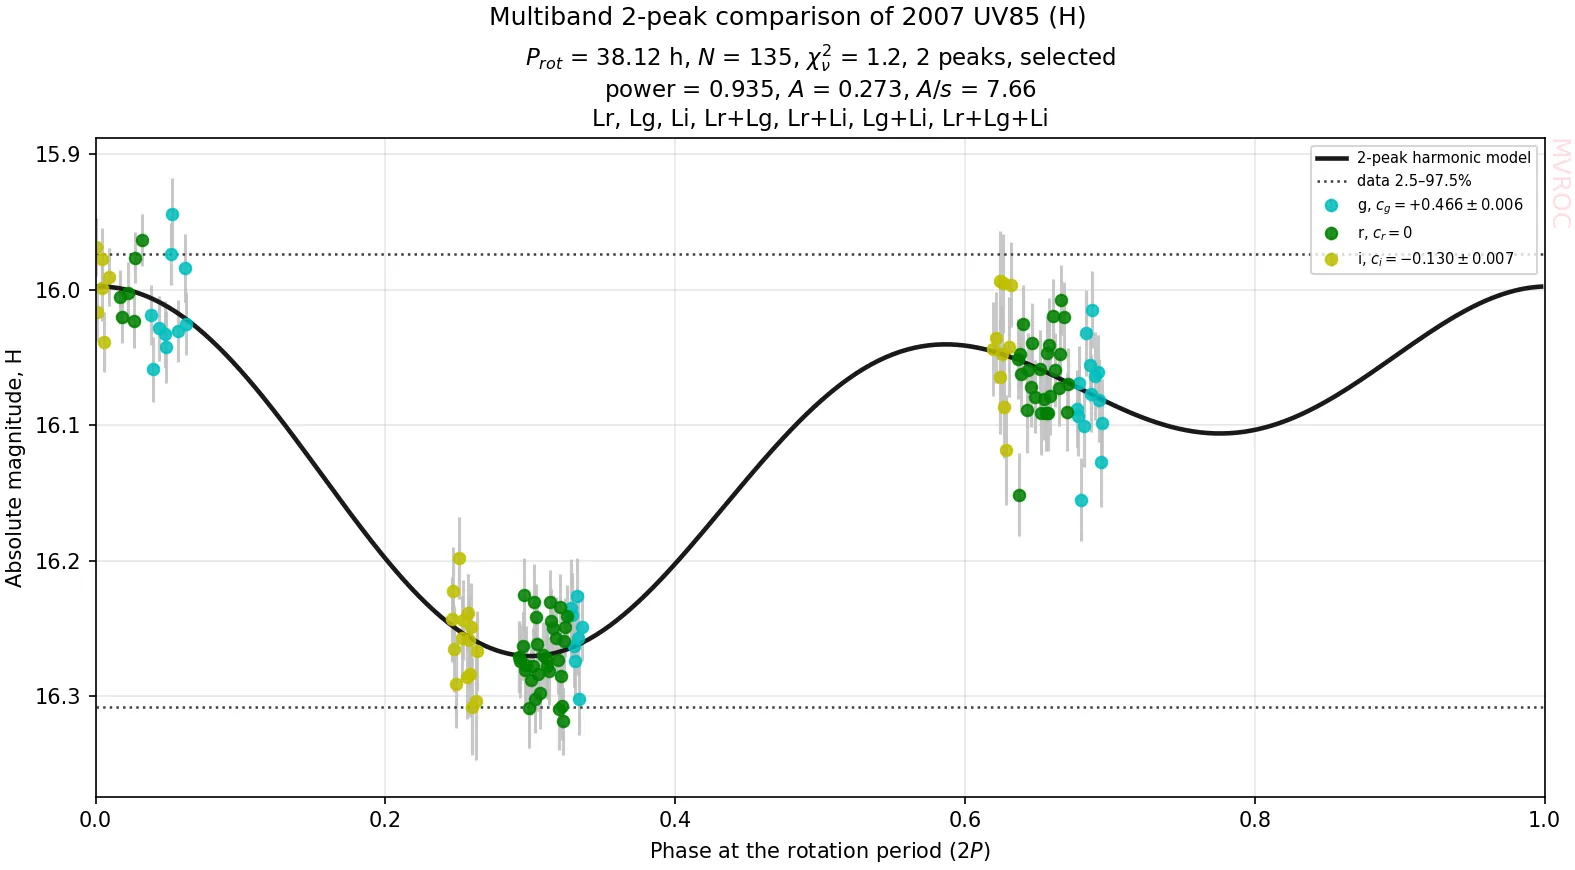 Multiband 2-peak comparison of 2007 UV85 (H)
P_rot = 38.12 h, N = 135, χ²_ν = 1.2, 2 peaks, selected
power = 0.935, A = 0.273, A/s = 7.66
Lr, Lg, Li, Lr+Lg, Lr+Li, Lg+Li, Lr+Lg+Li
2-peak harmonic model
data 2.5–97.5%
g, c_g = +0.466 ± 0.006
r, c_r = 0
i, c_i = −0.130 ± 0.007
MVROC
Absolute magnitude, H
15.9
16.0
16.1
16.2
16.3
0.0 0.2 0.4 0.6 0.8 1.0
Phase at the rotation period (2P)